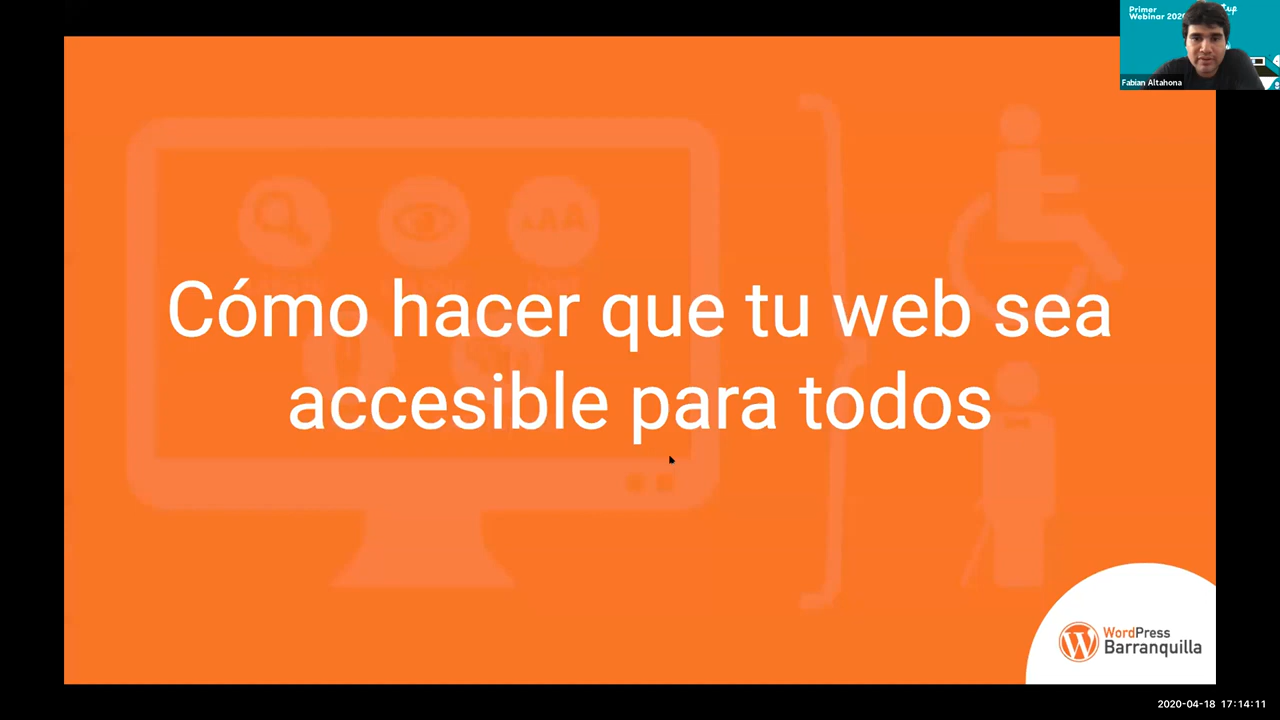 Primer
Webinar 2020
Fabian Altahona
AAA
Cómo hacer que tu web sea
accesible para todos
WordPress
Barranquilla
2020-04-18 17:14:11